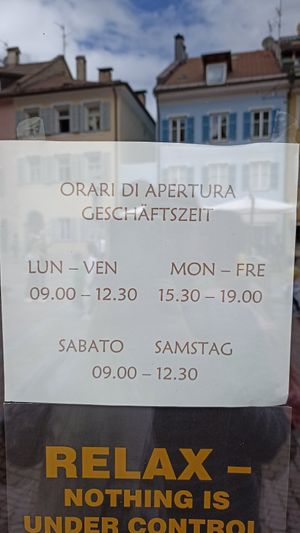 ORARI DI APERTURA
GESCHÄFTSZEIT
LUN – VEN MON – FRE
09.00 – 12.30 15.30 – 19.00
SABATO SAMSTAG
09.00 – 12.30
RELAX –
NOTHING IS
UNDER CONTROL